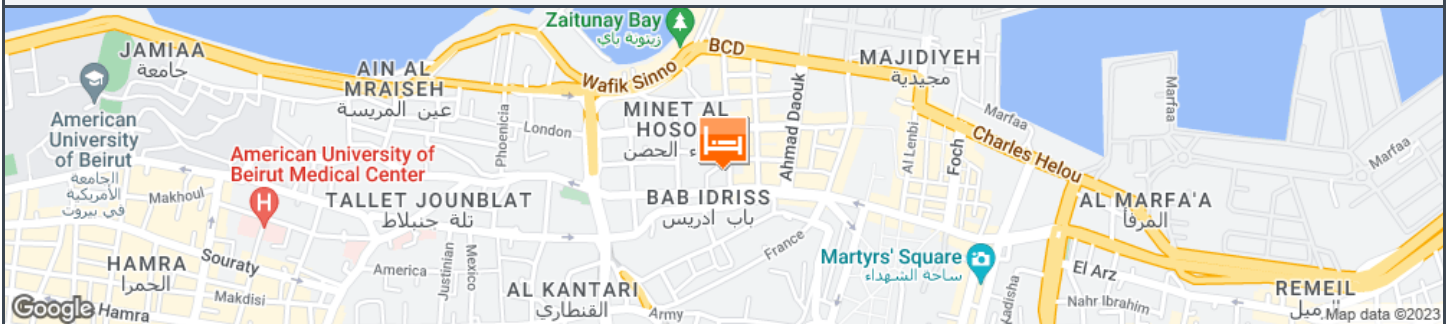 Zaitunay Bay
زيتونة باي
BCD
JAMIAA
جامعة
MAJIDIYEH
مجيدية
AIN AL
MRAISEH
عين المريسة
Wafik Sinno
American
University
of Beirut
الجامعة
الأمريكية
في بيروت
MINET AL
HOSO
ء الحصن
London
Phoenicia
Ahmad Daouk
Al Lenbi
Foch
Marfaa
Marfaa
Marfaa
Charles Helou
American University of
Beirut Medical Center
H
Makhoul
TALLET JOUNBLAT
تلة جنبلاط
BAB IDRISS
باب ادريس
AL MARFA'A
المرفأ
France
Martyrs' Square
ساحة الشهداء
Souraty
HAMRA
الحمرا
America
Justinian
Mexico
El Arz
Makdisi
AL KANTARI
القنطاري
REMEIL
Nahr Ibrahim
yadisha
Google
Hamra
Army
Map data ©2023